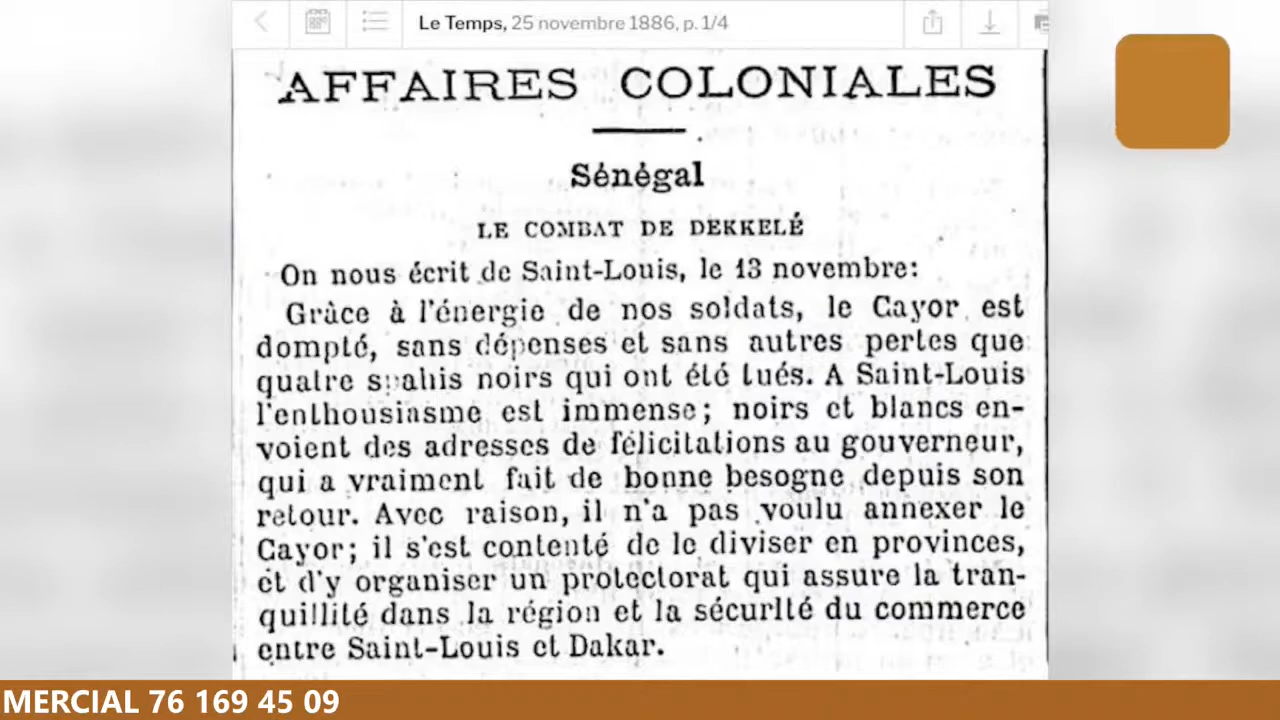 Le Temps, 25 novembre 1886, p. 1/4
AFFAIRES COLONIALES
Sénégal
LE COMBAT DE DEKKELÉ
On nous écrit de Saint-Louis, le 13 novembre:
Grâce à l'énergie de nos soldats, le Cayor est
dompté, sans dépenses et sans autres pertes que
quatre spahis noirs qui ont été tués. A Saint-Louis
l'enthousiasme est immense; noirs et blancs en-
voient des adresses de félicitations au gouverneur,
qui a vraiment fait de bonne besogne depuis son
retour. Avec raison, il n'a pas voulu annexer le
Cayor; il s'est contenté de le diviser en provinces,
et d'y organiser un protectorat qui assure la tran-
quillité dans la région et la sécurité du commerce
entre Saint-Louis et Dakar.
MERCIAL 76 169 45 09